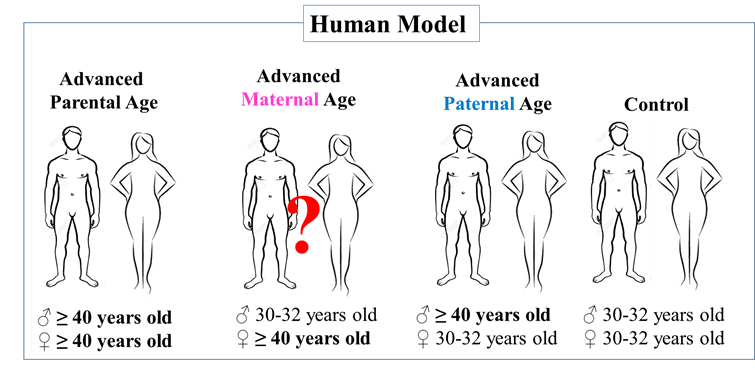 Human Model
Advanced
Parental Age
♂ ≥ 40 years old
♀ ≥ 40 years old
Advanced
Maternal Age
?
♂ 30-32 years old
♀ ≥ 40 years old
Advanced
Paternal Age
♂ ≥ 40 years old
♀ 30-32 years old
Control
♂ 30-32 years old
♀ 30-32 years old